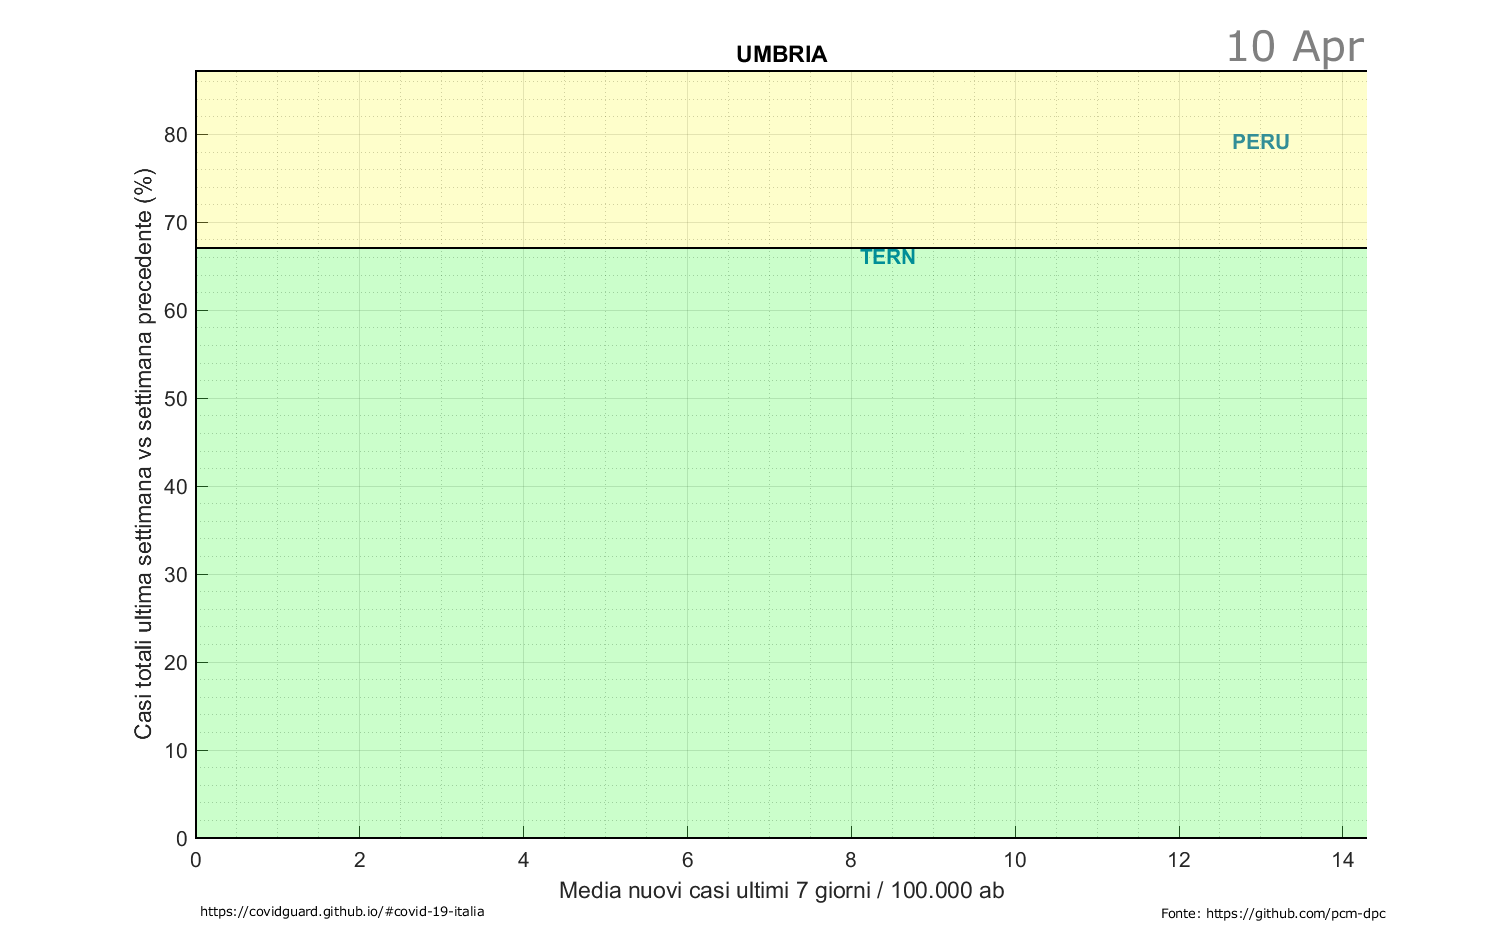 10 Apr
UMBRIA
Casi totali ultima settimana vs settimana precedente (%)
80
70
60
50
40
30
20
10
0
PERU
TERN
0 2 4 6 8 10 12 14
Media nuovi casi ultimi 7 giorni / 100.000 ab
https://covidguard.github.io/#covid-19-italia
Fonte: https://github.com/pcm-dpc